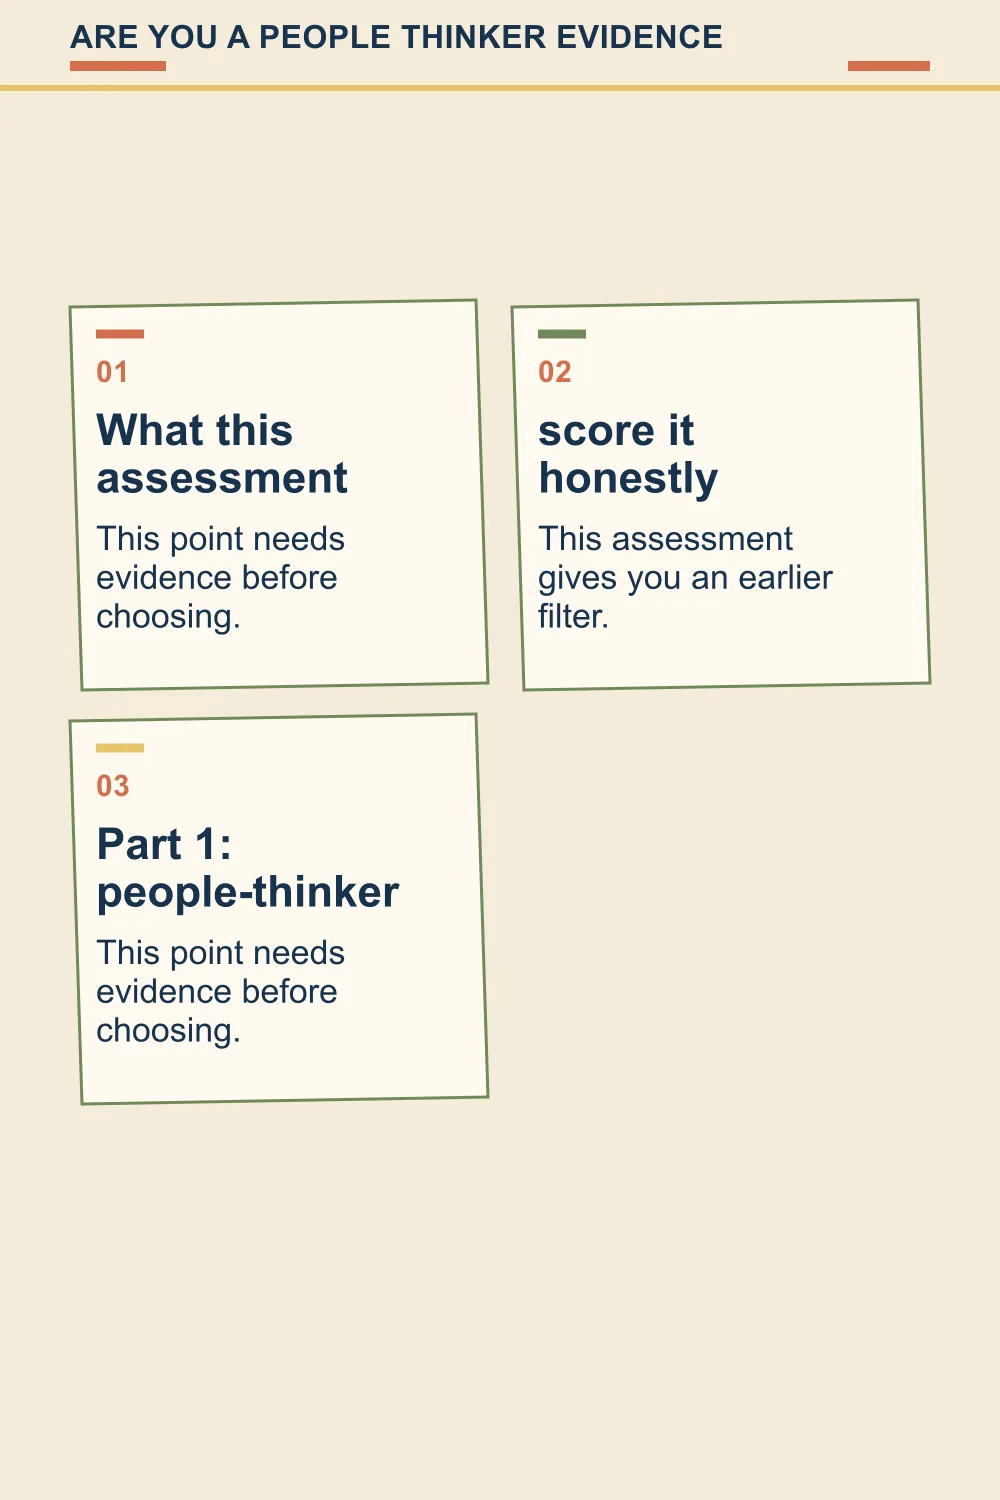 ARE YOU A PEOPLE THINKER EVIDENCE
01
What this
assessment
This point needs
evidence before
choosing.
02
score it
honestly
This assessment
gives you an earlier
filter.
03
Part 1:
people-thinker
This point needs
evidence before
choosing.